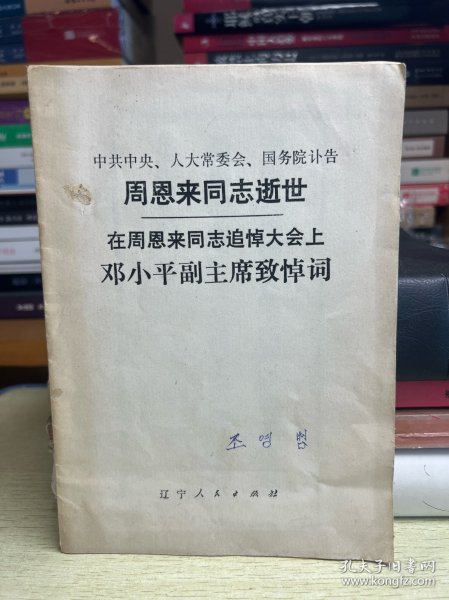 中共中央、人大常委会、国务院讣告
周恩来同志逝世
在周恩来同志追悼大会上
邓小平副主席致悼词
조영범
辽宁人民出版社
孔夫子旧书网
www.kongfz.com